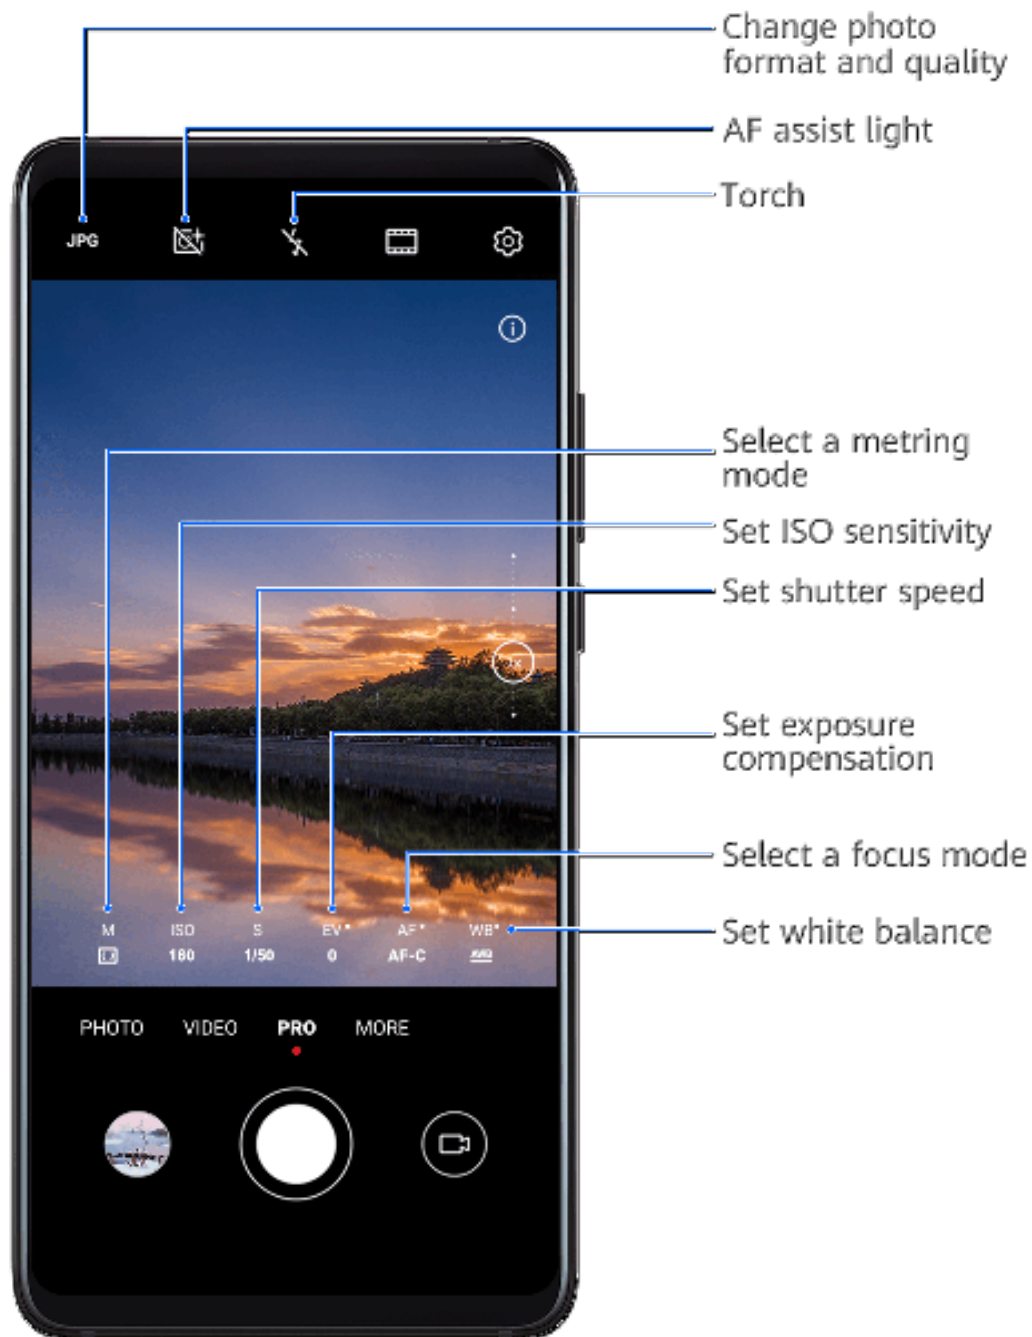 Change photo
format and quality
AF assist light
Torch
JPG
Select a metring
mode
Set ISO sensitivity
Set shutter speed
Set exposure
compensation
Select a focus mode
Set white balance
M ISO S EV AF WB
180 1/50 0 AF-C
PHOTO VIDEO PRO MORE